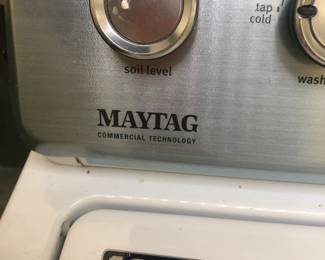 tap
cold
soil level
wash
MAYTAG
COMMERCIAL TECHNOLOGY